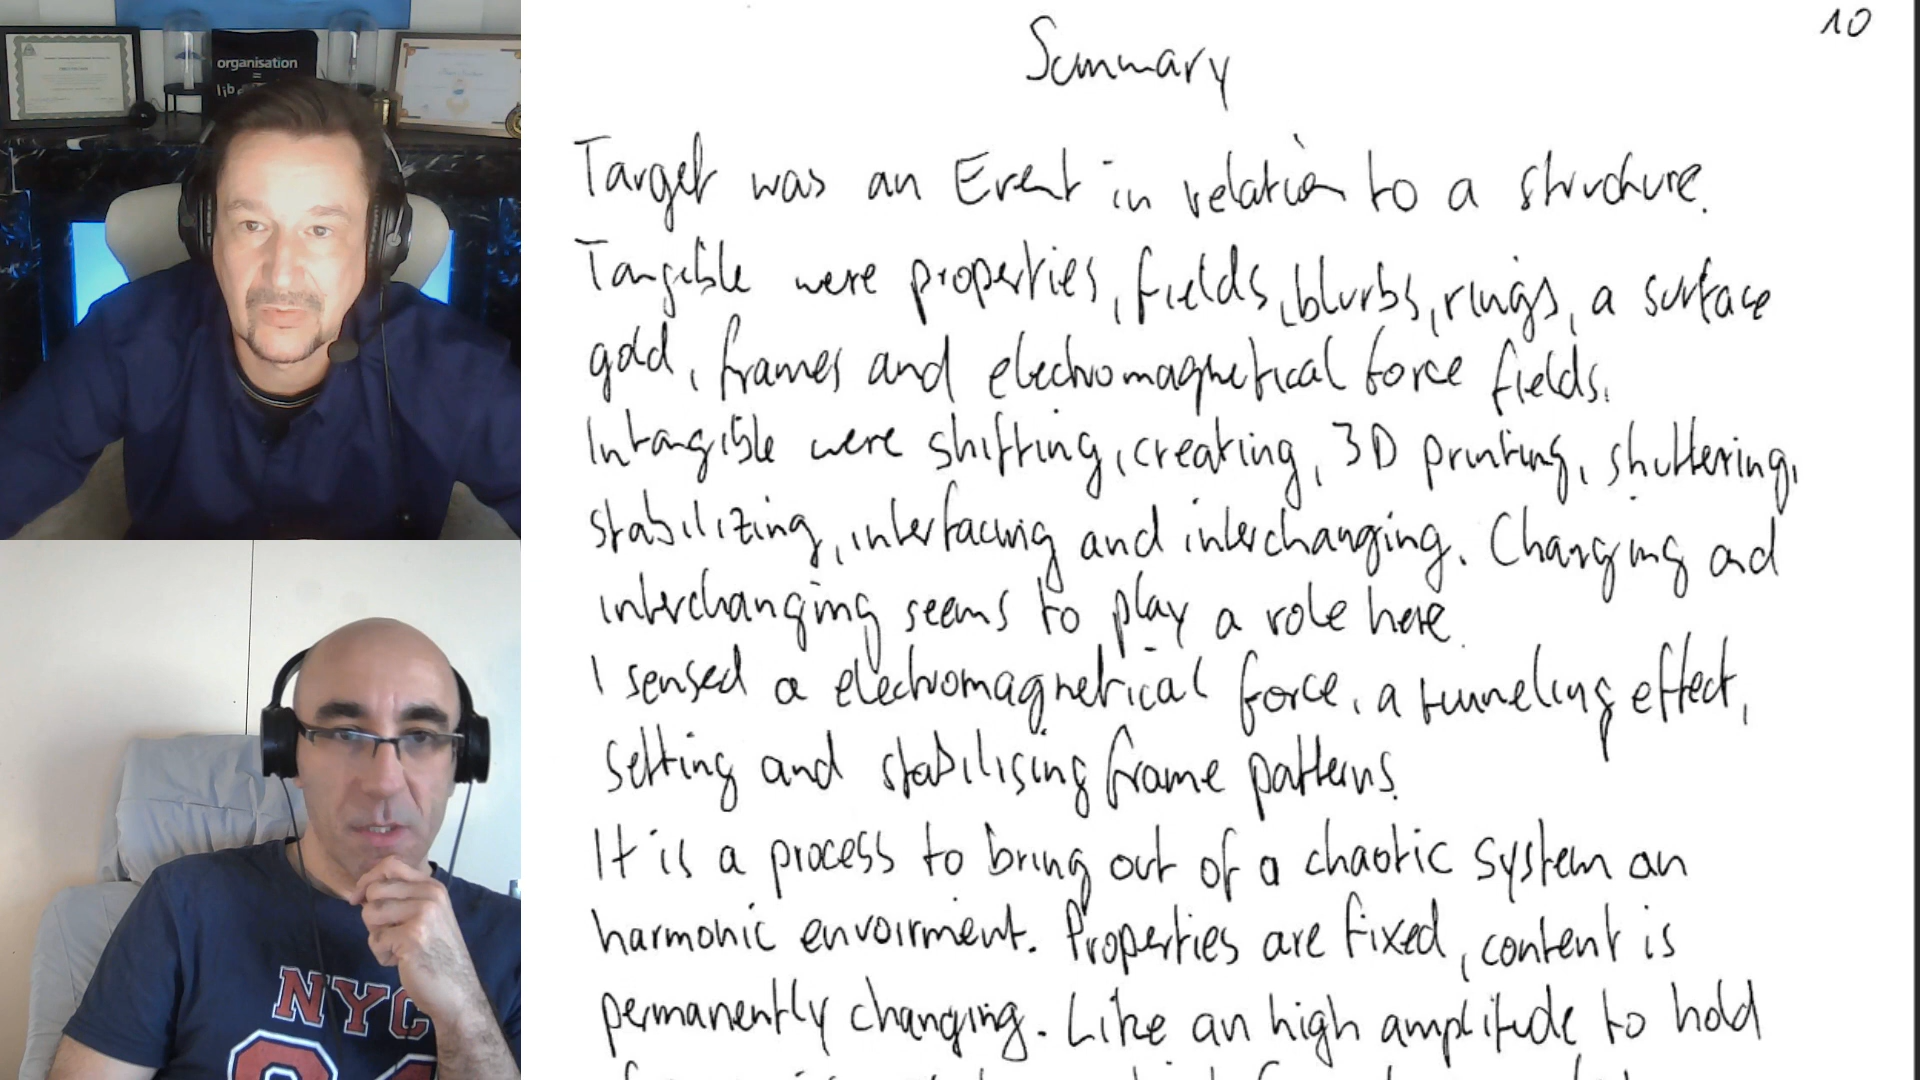 organisation
=
NYC
10
Summary
Target was an Event in relation to a structure.
Tangible were properties, fields, blurbs, rings, a surface
gold, frames and electromagnetical force fields.
Intangible were shifting, creating, 3D printing, shuttering,
stabilizing, interfacing and interchanging. Changing and
interchanging seems to play a role here.
I sensed a electromagnetical force, a tunneling effect,
setting and stabilising frame patterns.
It is a process to bring out of a chaotic system an
harmonic envoirment. Properties are fixed, content is
permanently changing. Like an high amplitude to hold